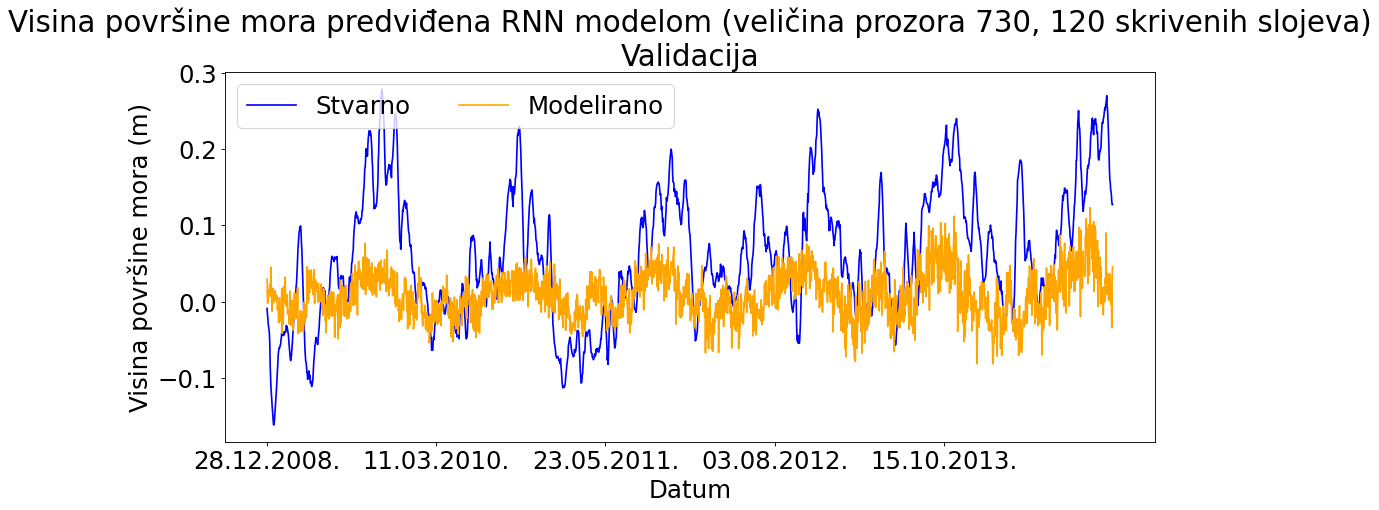 Visina površine mora predviđena RNN modelom (veličina prozora 730, 120 skrivenih slojeva)
Validacija
Stvarno Modelirano
Visina površine mora (m)
0.3
0.2
0.1
0.0
−0.1
28.12.2008. 11.03.2010. 23.05.2011. 03.08.2012. 15.10.2013.
Datum